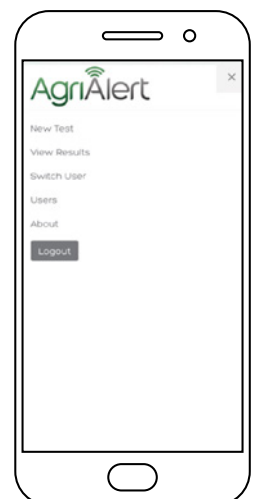 AgriAlert
×
New Test
View Results
Switch User
Users
About
Logout